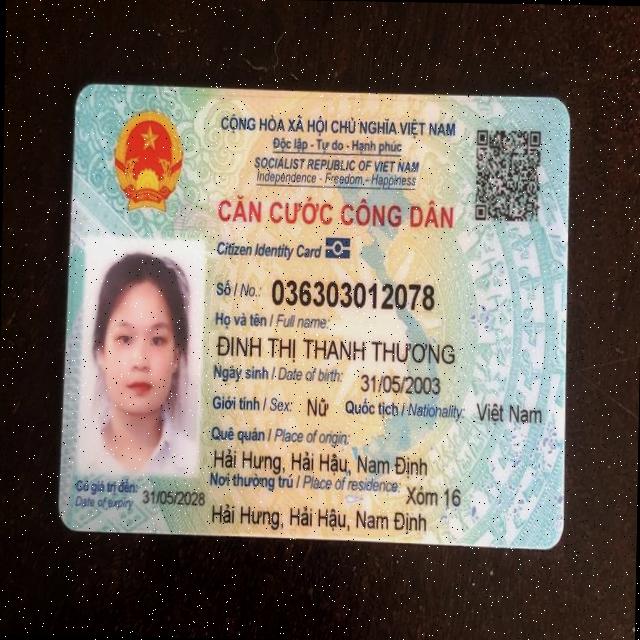 CỘNG HÒA XÃ HỘI CHỦ NGHĨA VIỆT NAM
Độc lập - Tự do - Hạnh phúc
SOCIALIST REPUBLIC OF VIET NAM
Independence - Freedom - Happiness
CĂN CƯỚC CÔNG DÂN
Citizen Identity Card
Số / No.: 036303012078
Họ và tên / Full name:
ĐINH THỊ THANH THƯƠNG
Ngày sinh / Date of birth: 31/05/2003
Giới tính / Sex: Nữ Quốc tịch / Nationality: Việt Nam
Quê quán / Place of origin:
Hải Hưng, Hải Hậu, Nam Định
Nơi thường trú / Place of residence: Xóm 16
Hải Hưng, Hải Hậu, Nam Định
Có giá trị đến: 31/05/2028
Date of expiry